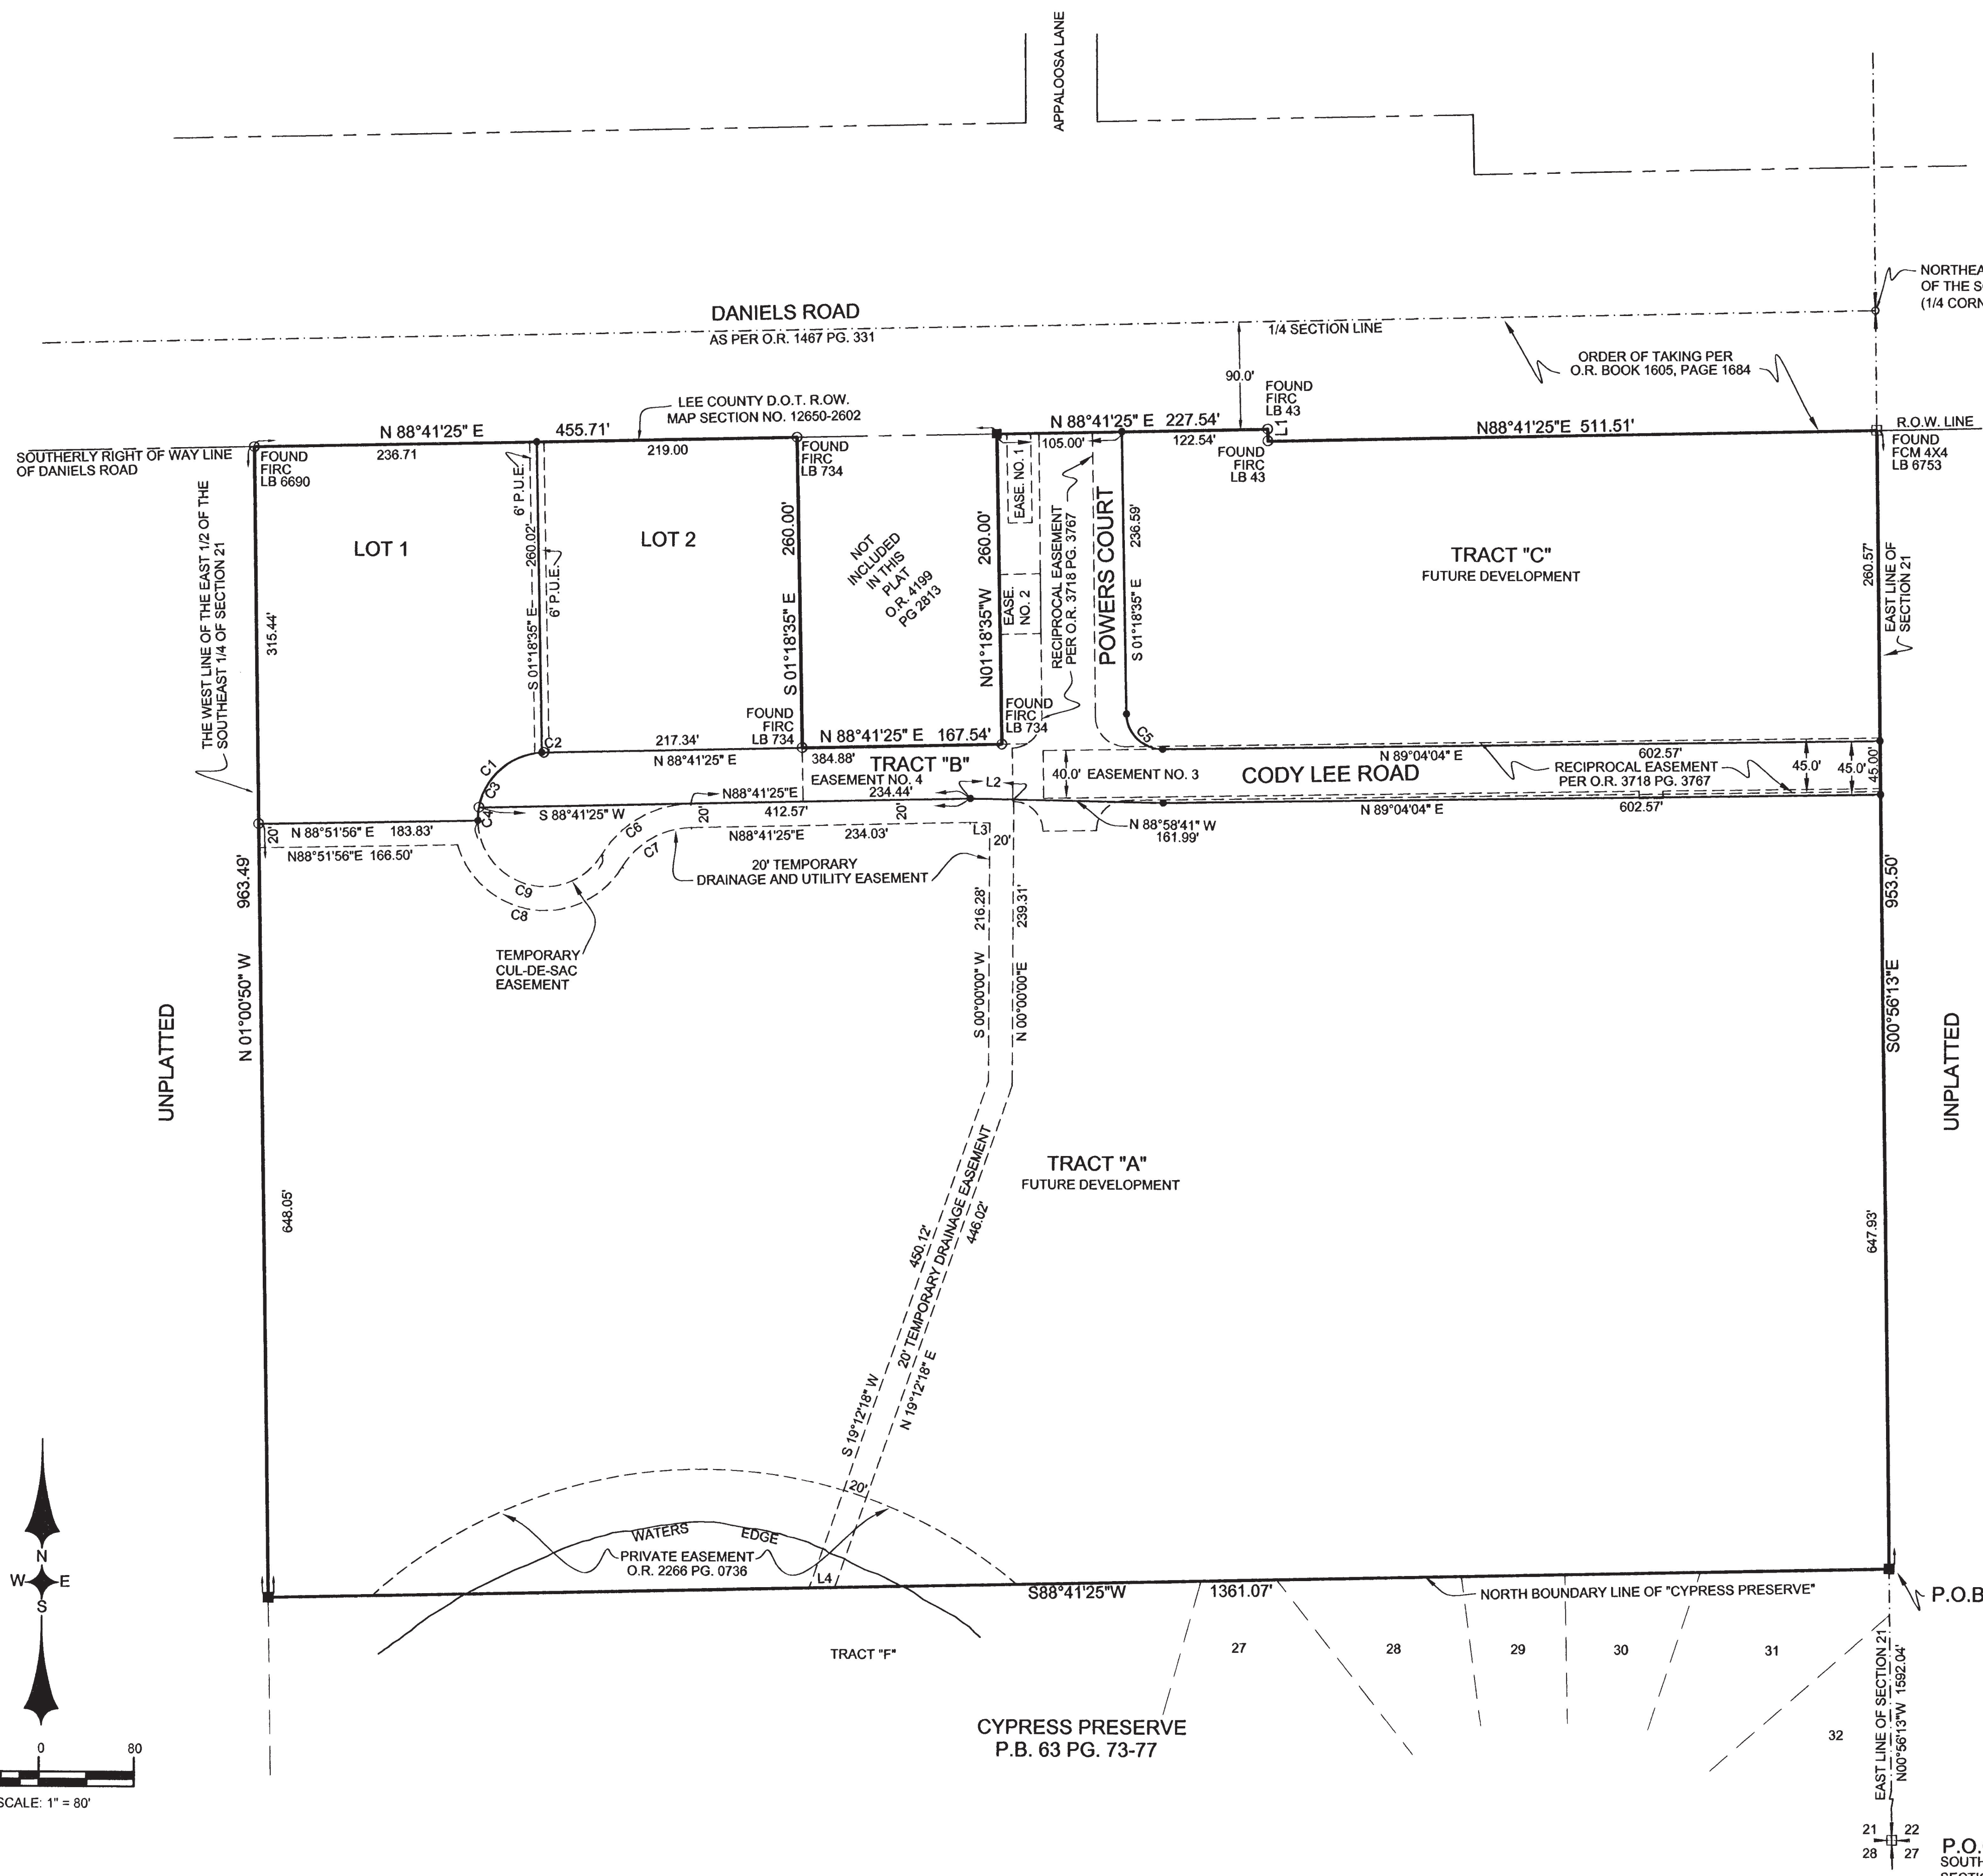 APPALOOSA LANE
NORTHEA
OF THE S
(1/4 CORN
DANIELS ROAD
AS PER O.R. 1467 PG. 331
1/4 SECTION LINE
ORDER OF TAKING PER
O.R. BOOK 1605, PAGE 1684
90.0'
FOUND
FIRC
LB 43
LEE COUNTY D.O.T. R.O.W.
MAP SECTION NO. 12650-2602
N 88°41'25" E 455.71'
N 88°41'25" E 227.54'
L1
N88°41'25"E 511.51'
R.O.W. LINE
SOUTHERLY RIGHT OF WAY LINE
OF DANIELS ROAD
FOUND
FIRC
LB 6690
236.71
219.00
FOUND
FIRC
LB 734
105.00'
122.54'
FOUND
FIRC
LB 43
FOUND
FCM 4X4
LB 6753
THE WEST LINE OF THE EAST 1/2 OF THE
SOUTHEAST 1/4 OF SECTION 21
315.44'
LOT 1
6' P.U.E.
S 01°18'35" E
260.02'
6' P.U.E.
LOT 2
S 01°18'35" E 260.00'
NOT
INCLUDED
IN THIS
PLAT
O.R. 4199
PG 2813
N01°18'35"W 260.00'
EASE. NO. 1
EASE.
NO. 2
RECIPROCAL EASEMENT
PER O.R. 3718 PG. 3767
POWERS COURT
S 01°18'35" E 236.59'
TRACT "C"
FUTURE DEVELOPMENT
260.57'
EAST LINE OF
SECTION 21
FOUND
FIRC
LB 734
FOUND
FIRC
LB 734
C5
C2
217.34'
N 88°41'25" E
N 88°41'25" E 167.54'
384.88'
TRACT "B"
EASEMENT NO. 4
L2
40.0' EASEMENT NO. 3
CODY LEE ROAD
N 89°04'04" E 602.57'
RECIPROCAL EASEMENT
PER O.R. 3718 PG. 3767
45.0'
45.0'
45.00'
C1
C3
C4
N88°41'25"E 234.44'
S 88°41'25" W 412.57'
N 89°04'04" E 602.57'
N 88°58'41" W
161.99'
20'
N 88°51'56" E 183.83'
N88°51'56"E 166.50'
C6
C7
20'
20'
N88°41'25"E 234.03'
L3
20'
20' TEMPORARY
DRAINAGE AND UTILITY EASEMENT
C9
C8
TEMPORARY
CUL-DE-SAC
EASEMENT
N 01°00'50" W 963.49'
S 00°00'00" W 216.28'
N 00°00'00"E 239.31'
S00°56'13"E 953.50'
UNPLATTED
UNPLATTED
TRACT "A"
FUTURE DEVELOPMENT
648.05'
647.93'
S 19°12'18" W 450.12'
20' TEMPORARY DRAINAGE EASEMENT
N 19°12'18" E 446.02'
20'
WATERS EDGE
PRIVATE EASEMENT
O.R. 2266 PG. 0736
L4
S88°41'25"W 1361.07'
NORTH BOUNDARY LINE OF "CYPRESS PRESERVE"
P.O.B
N
W E
S
TRACT "F"
27
28
29
30
31
32
CYPRESS PRESERVE
P.B. 63 PG. 73-77
EAST LINE OF SECTION 21
N00°56'13"W 1592.04'
0 80
SCALE: 1" = 80'
21 22
28 27
P.O.
SOUTH